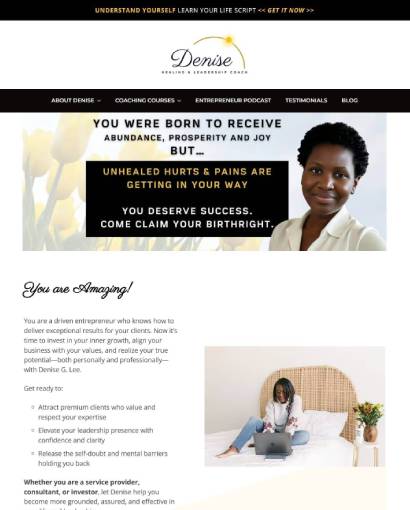 UNDERSTAND YOURSELF LEARN YOUR LIFE SCRIPT << GET IT NOW >>
Denise
HEALING & LEADERSHIP COACH
ABOUT DENISE COACHING COURSES ENTREPRENEUR PODCAST TESTIMONIALS BLOG
YOU WERE BORN TO RECEIVE
ABUNDANCE, PROSPERITY AND JOY
BUT...
UNHEALED HURTS & PAINS ARE
GETTING IN YOUR WAY
YOU DESERVE SUCCESS.
COME CLAIM YOUR BIRTHRIGHT.
You are Amazing!
You are a driven entrepreneur who knows how to
deliver exceptional results for your clients. Now it's
time to invest in your inner growth, align your
business with your values, and realize your true
potential—both personally and professionally—
with Denise G. Lee.
Get ready to:
Attract premium clients who value and
respect your expertise
Elevate your leadership presence with
confidence and clarity
Release the self-doubt and mental barriers
holding you back
Whether you are a service provider,
consultant, or investor, let Denise help you
become more grounded, assured, and effective in